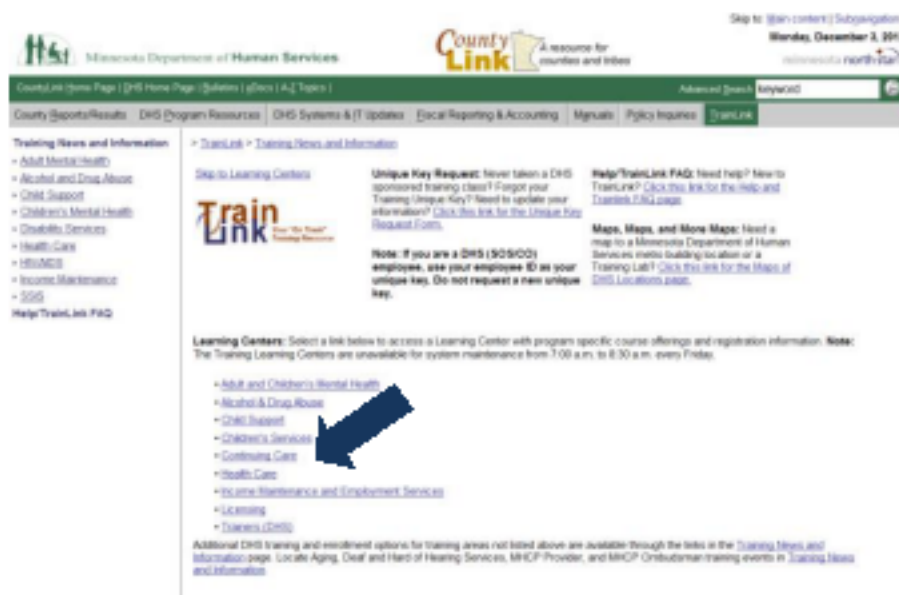 Skip to: Main content | Subnavigation
Monday, December 3, 201
Minnesota Department of Human Services
County Link
A resource for counties and tribes
minnesota north star
CountyLink Home Page | DHS Home Page | Bulletins | eDocs | A-Z Topics |
Advanced Search keyword
County Reports/Results DHS Program Resources DHS Systems & IT Updates Fiscal Reporting & Accounting Manuals Policy Inquiries TrainLink
Training News and Information
Adult Mental Health
Alcohol and Drug Abuse
Child Support
Children's Mental Health
Disability Services
Health Care
HIV/AIDS
Income Maintenance
SSIS
Help/TrainLink FAQ
> TrainLink > Training News and Information
Skip to Learning Centers
Train Link
Your "On Track" Training Resource
Unique Key Request: Never taken a DHS
sponsored training class? Forgot your
Training Unique Key? Need to update your
information? Click this link for the Unique Key
Request Form.
Note: If you are a DHS (SOS/CO)
employee, use your employee ID as your
unique key. Do not request a new unique
key.
Help/TrainLink FAQ: Need help? New to
TrainLink? Click this link for the Help and
Trainlink FAQ page.
Maps, Maps, and More Maps: Need a
map to a Minnesota Department of Human
Services metro building location or a
Training Lab? Click this link for the Maps of
DHS Locations page.
Learning Centers: Select a link below to access a Learning Center with program specific course offerings and registration information. Note:
The Training Learning Centers are unavailable for system maintenance from 7:00 a.m. to 8:30 a.m. every Friday.
Adult and Children's Mental Health
Alcohol & Drug Abuse
Child Support
Children's Services
Continuing Care
Health Care
Income Maintenance and Employment Services
Licensing
Trainers (DHS)
Additional DHS training and enrollment options for training areas not listed above are available through the links in the Training News and
Information page. Locate Aging, Deaf and Hard of Hearing Services, MHCP Provider, and MHCP Ombudsman training events in Training News
and Information.